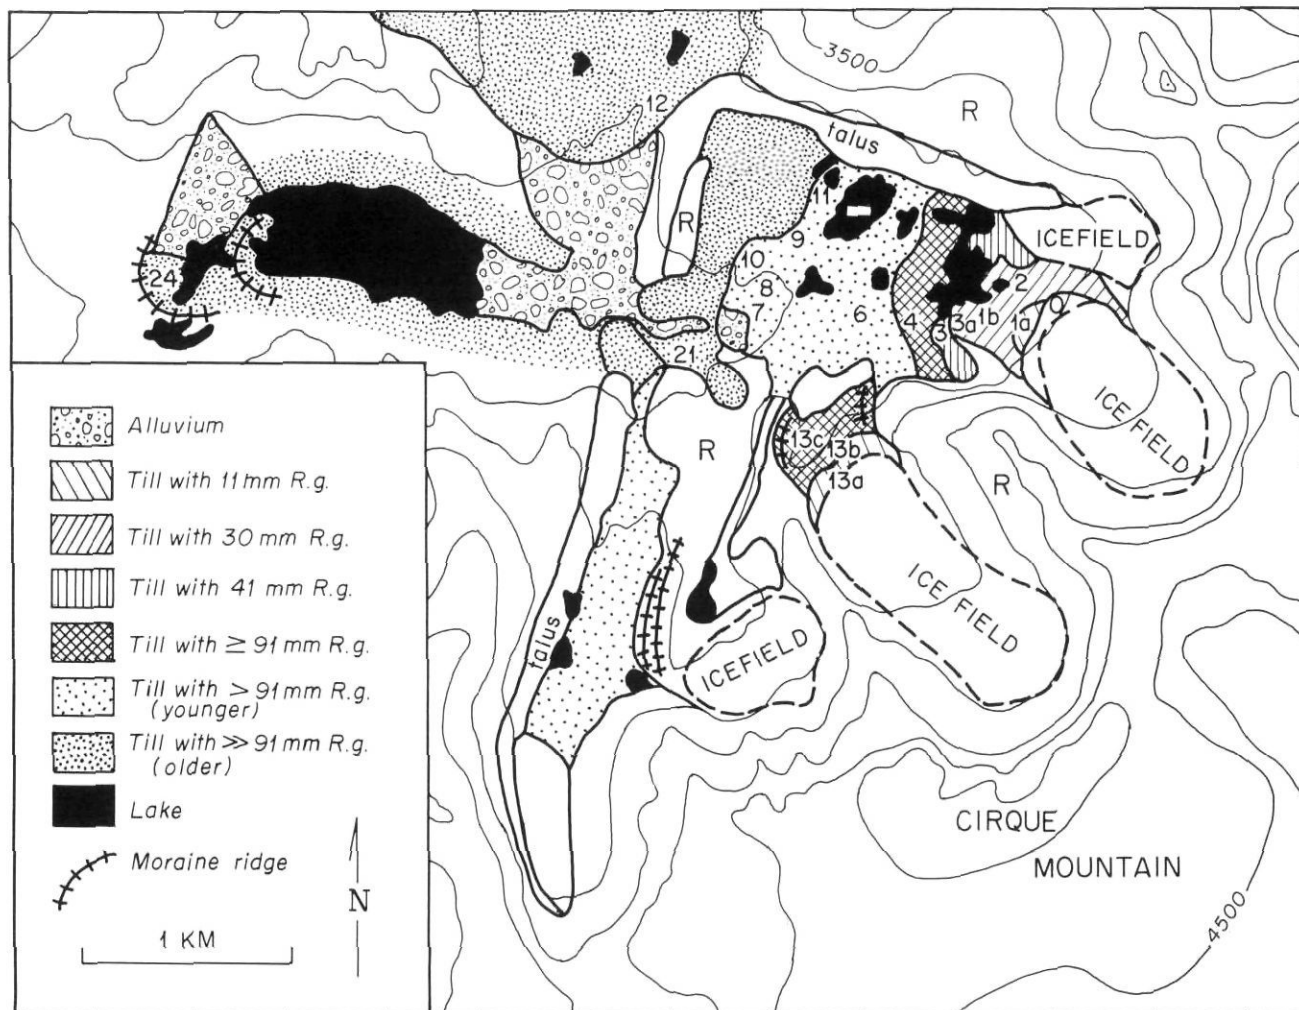 3500
R
12
talus
R
11
ICEFIELD
9
10
8
7
6
24
2
0
4
3
3a
1b
1a
21
ICE FIELD
R
13c
13b
13a
R
ICE FIELD
talus
ICEFIELD
CIRQUE
MOUNTAIN
4500
Alluvium
Till with 11 mm R.g.
Till with 30 mm R.g.
Till with 41 mm R.g.
Till with ≥ 91 mm R.g.
Till with > 91 mm R.g.
(younger)
Till with ≫ 91 mm R.g.
(older)
Lake
Moraine ridge
N
1 KM